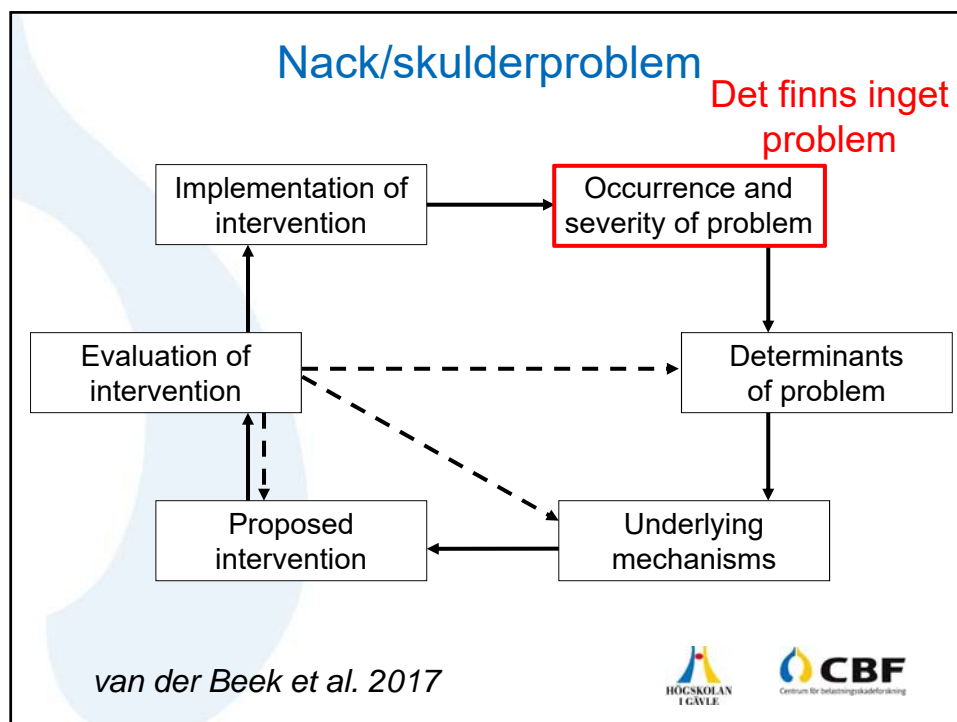 Nack/skulderproblem
Det finns inget
problem
Implementation of
intervention
Occurrence and
severity of problem
Evaluation of
intervention
Determinants
of problem
Proposed
intervention
Underlying
mechanisms
van der Beek et al. 2017
HÖGSKOLAN
I GÄVLE
CBF
Centrum för belastningsskadeforskning